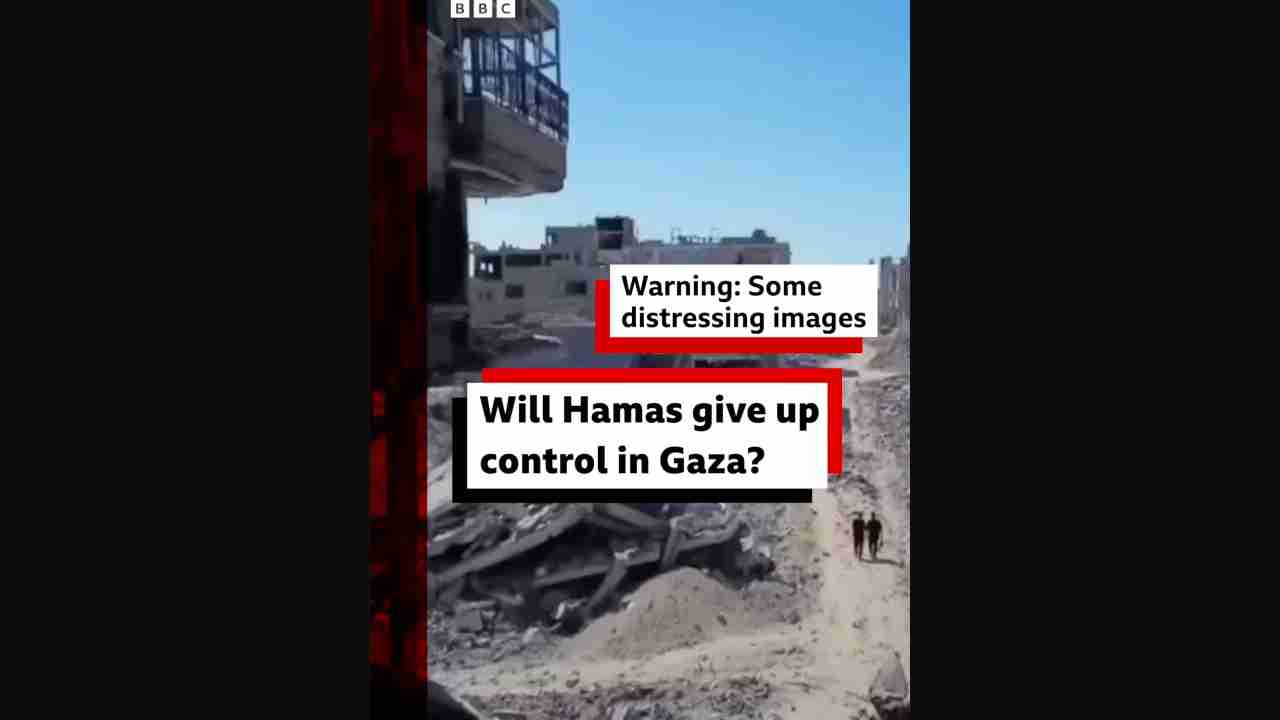 BBC
Warning: Some
distressing images
Will Hamas give up
control in Gaza?